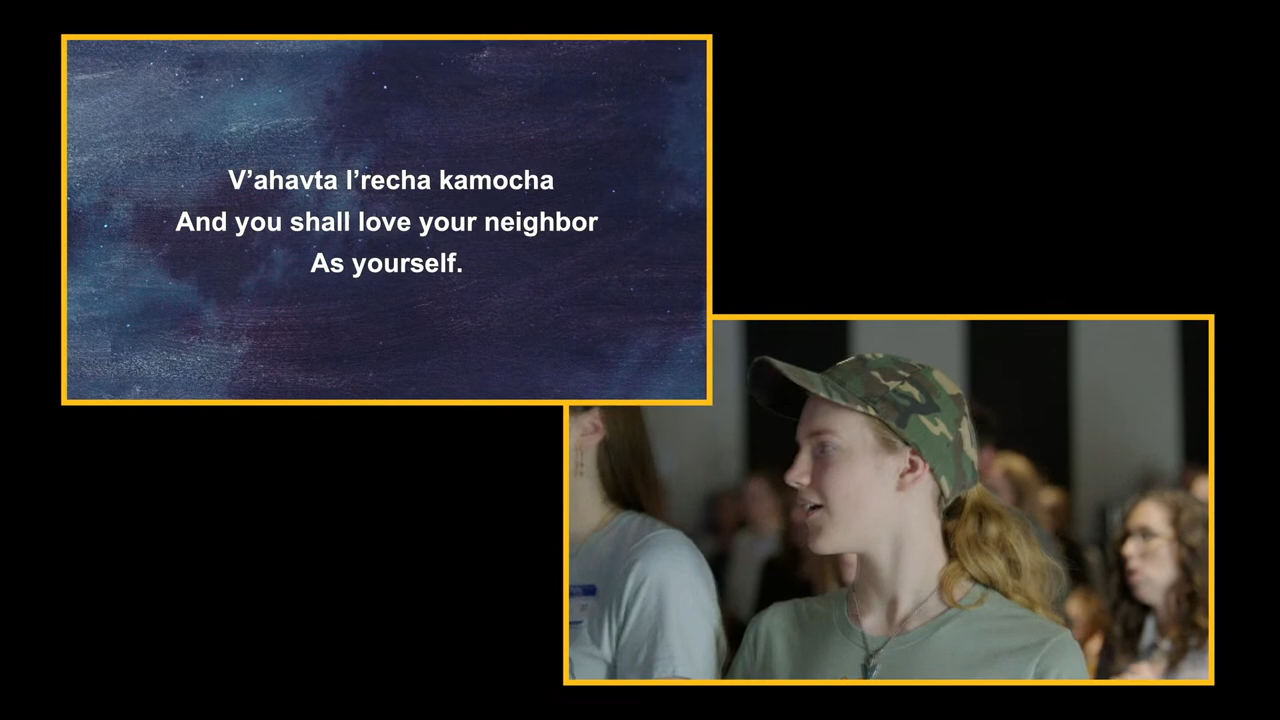 V’ahavta l’recha kamocha
And you shall love your neighbor
As yourself.